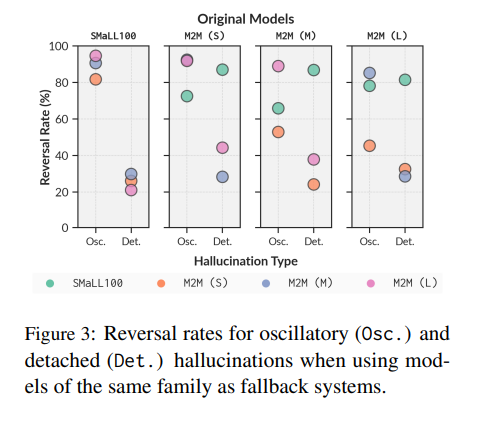 Original Models
SMaLL100 M2M (S) M2M (M) M2M (L)
100
80
60
40
20
0
Reversal Rate (%)
Osc. Det. Osc. Det. Osc. Det. Osc. Det.
Hallucination Type
SMaLL100 M2M (S) M2M (M) M2M (L)
Figure 3: Reversal rates for oscillatory (Osc.) and
detached (Det.) hallucinations when using mod-
els of the same family as fallback systems.